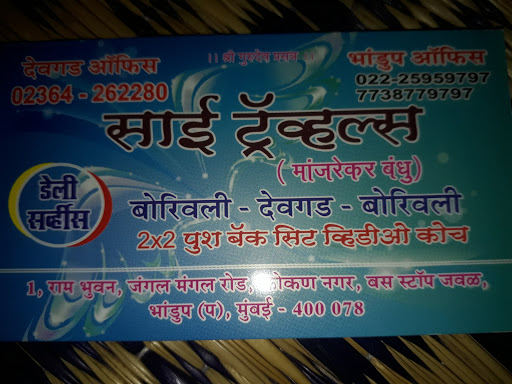 ।। श्री गुरुदेव प्रसन्न ।।
देवगड ऑफिस
02364 - 262280
भांडुप ऑफिस
022-25959797
7738779797
साई ट्रॅव्हल्स
( मांजरेकर बंधु)
डेली
सर्व्हीस
बोरिवली - देवगड - बोरिवली
2x2 पुश बॅक सिट व्हिडीओ कोच
1, राम भुवन, जंगल मंगल रोड, कोकण नगर, बस स्टॉप जवळ,
भांडुप (प), मुंबई - 400 078